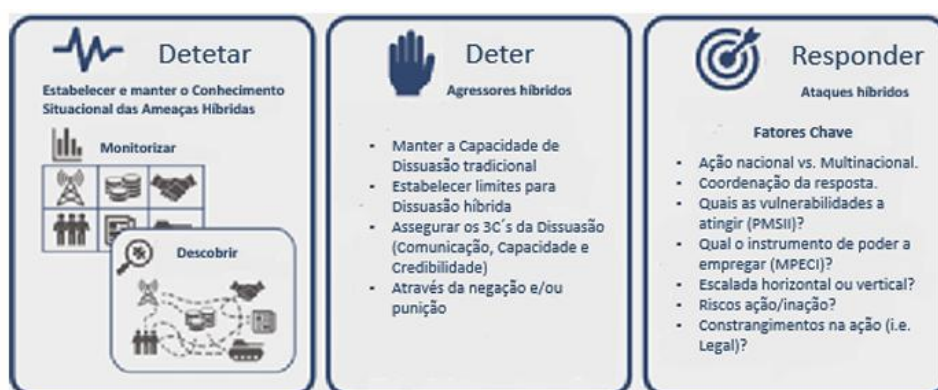 Detetar
Estabelecer e manter o Conhecimento
Situacional das Ameaças Híbridas
Monitorizar
Descobrir
Deter
Agressores híbridos
• Manter a Capacidade de
Dissuasão tradicional
• Estabelecer limites para
Dissuasão híbrida
• Assegurar os 3C´s da Dissuasão
(Comunicação, Capacidade e
Credibilidade)
• Através da negação e/ou
punição
Responder
Ataques híbridos
Fatores Chave
• Ação nacional vs. Multinacional.
• Coordenação da resposta.
• Quais as vulnerabilidades a
atingir (PMSII)?
• Qual o instrumento de poder a
empregar (MPECI)?
• Escalada horizontal ou vertical?
• Riscos ação/inação?
• Constrangimentos na ação (i.e.
Legal)?